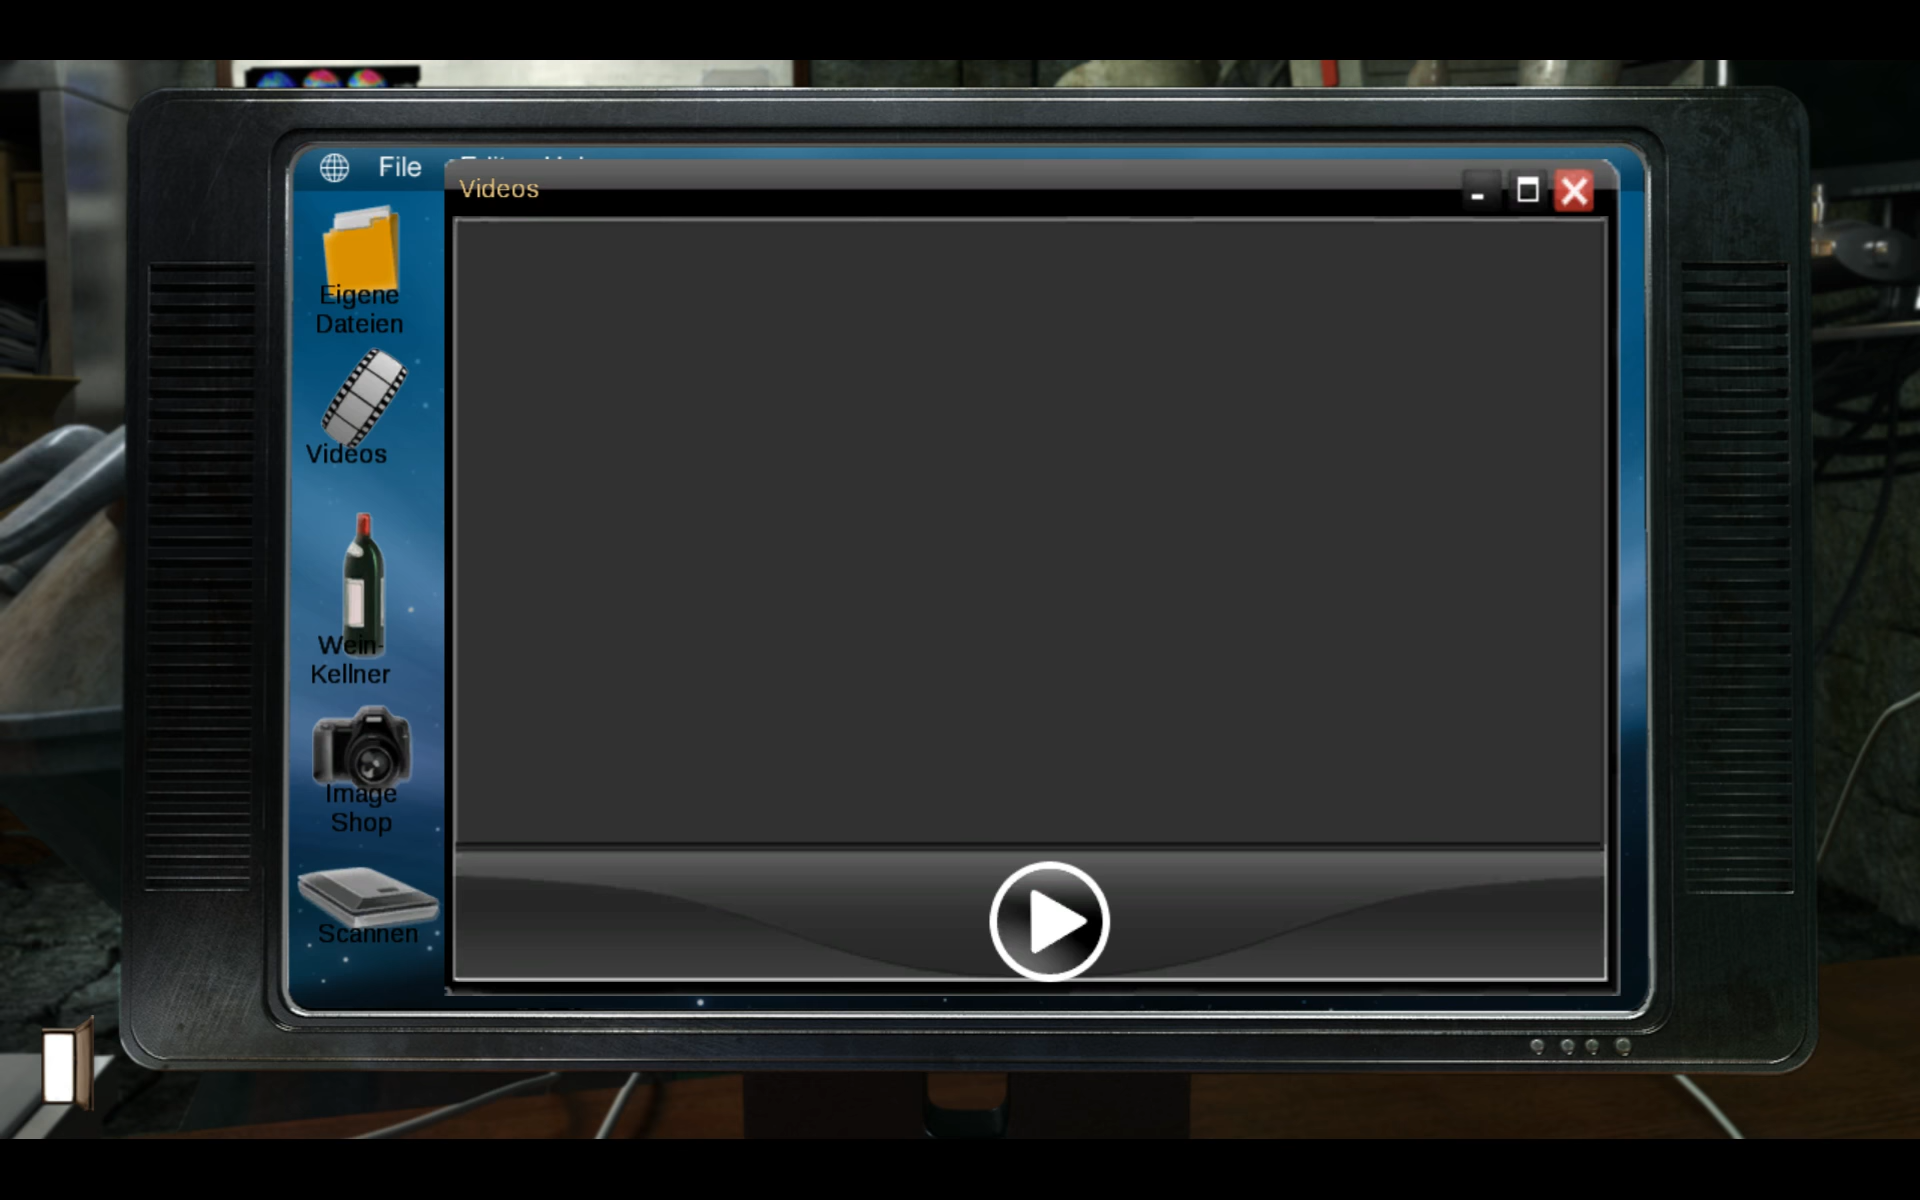 File
Videos
Eigene
Dateien
Videos
Wein-
Kellner
Image
Shop
Scannen